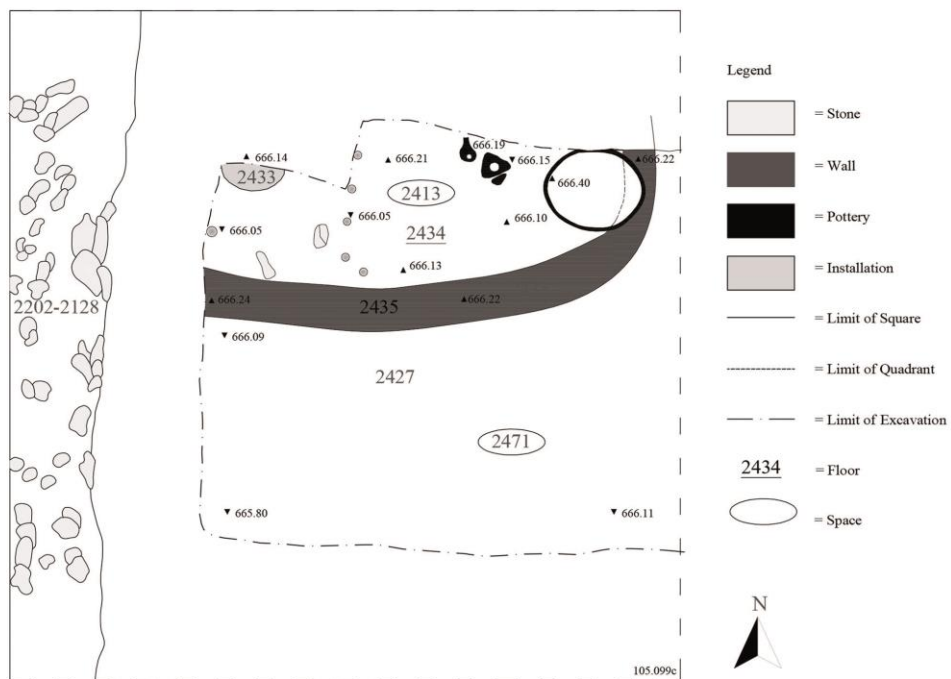 666.14
2433
666.05
666.21
2413
666.05
2434
666.13
666.19
666.15
666.40
666.10
666.22
2202-2128
666.24
2435
666.22
666.09
2427
2471
665.80
666.11
105.099c
Legend
= Stone
= Wall
= Pottery
= Installation
= Limit of Square
= Limit of Quadrant
= Limit of Excavation
2434 = Floor
= Space
N